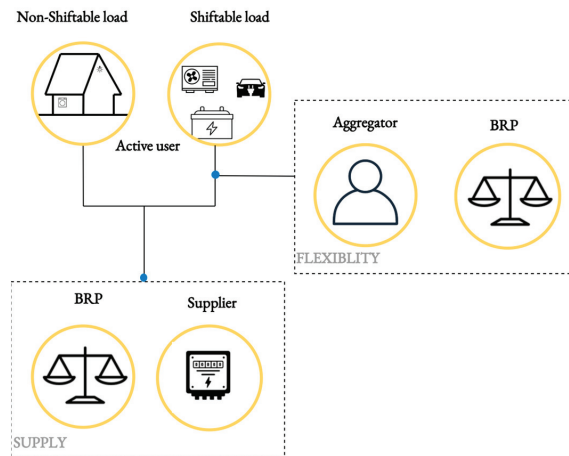 Non-Shiftable load
Shiftable load
Active user
Aggregator
BRP
FLEXIBLITY
BRP
Supplier
SUPPLY